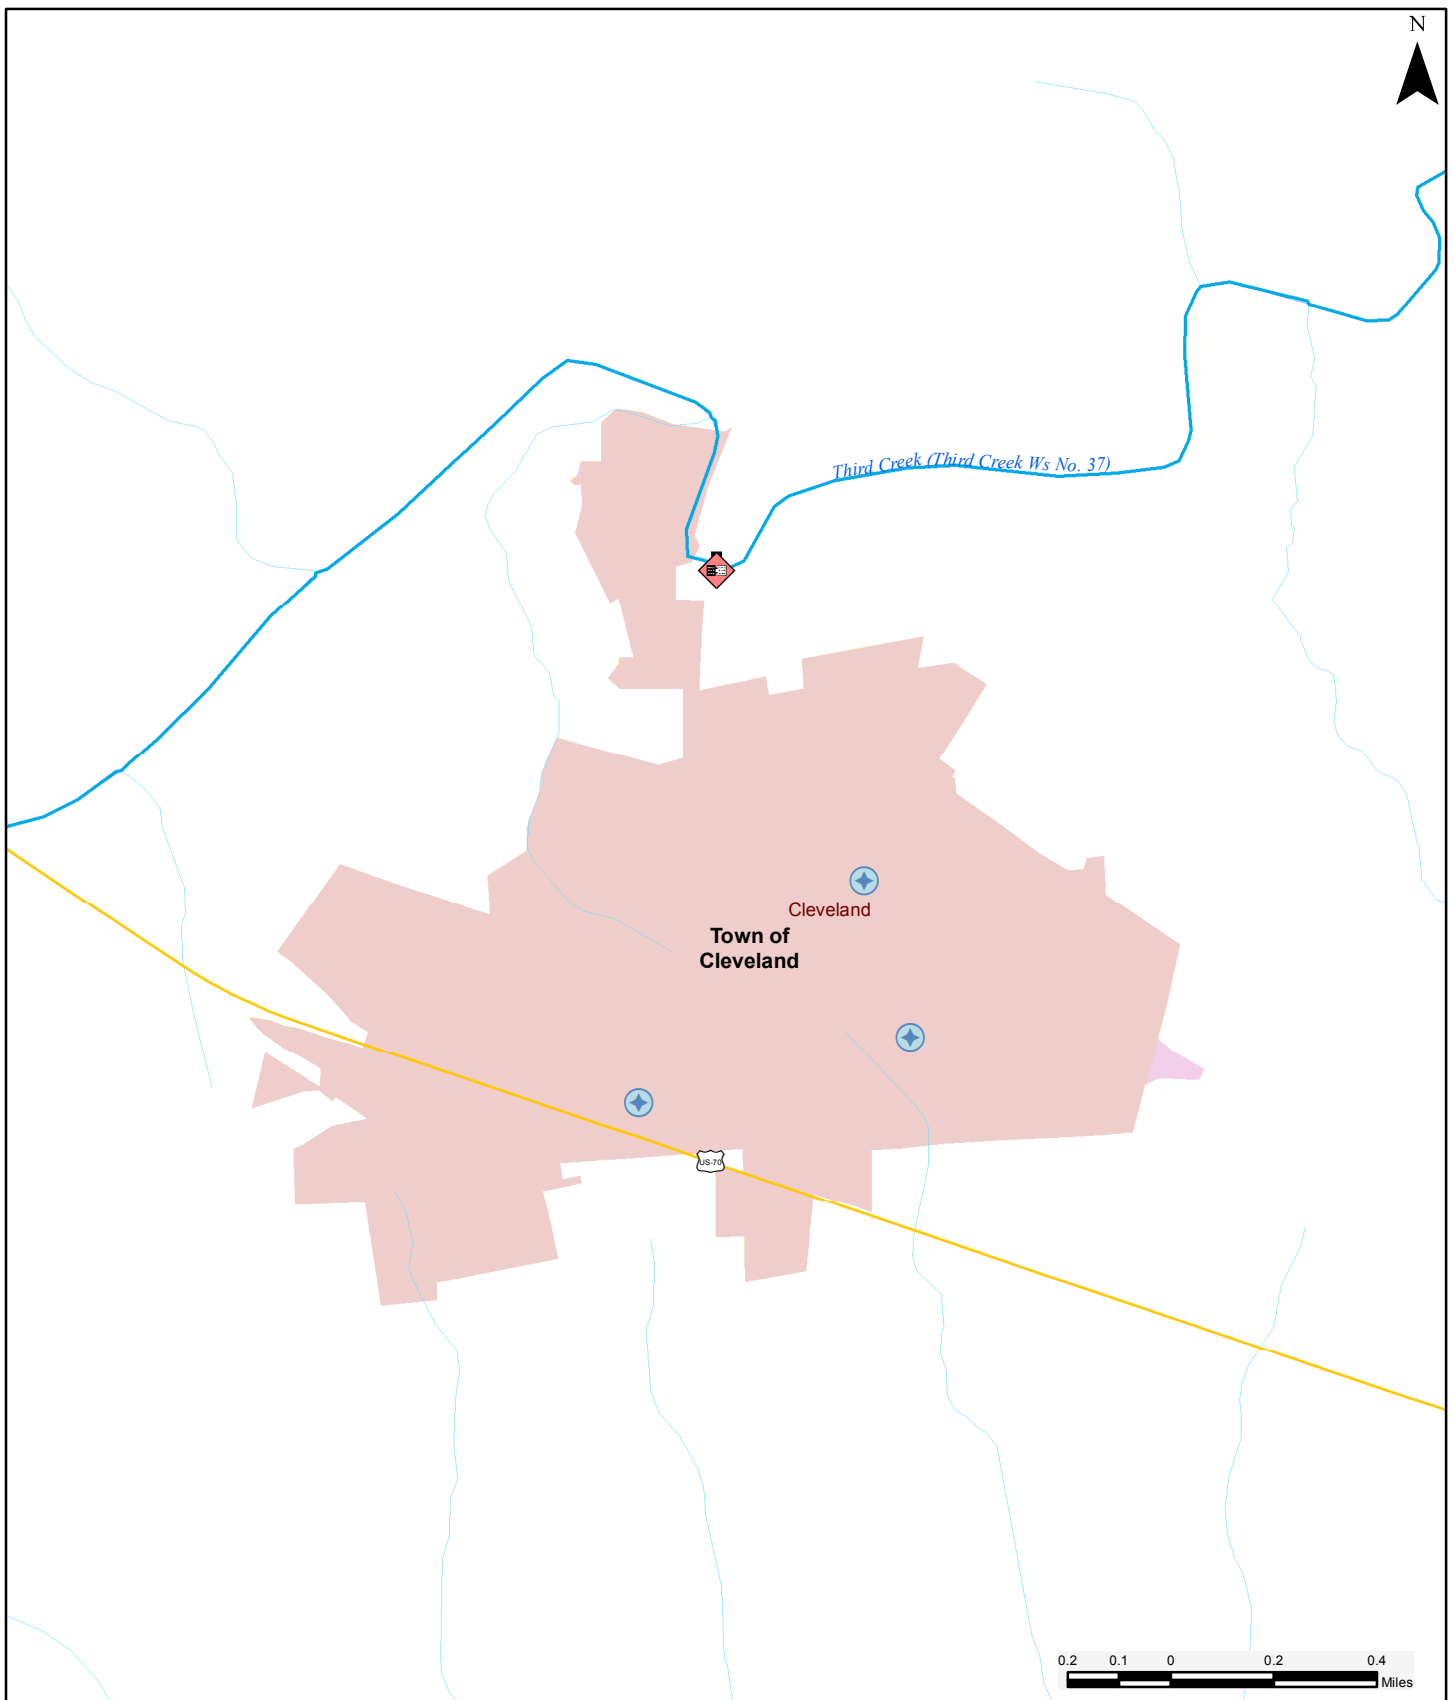 N
Third Creek (Third Creek Ws No. 37)
Cleveland
Town of
Cleveland
US-70
0.2 0.1 0 0.2 0.4
Miles